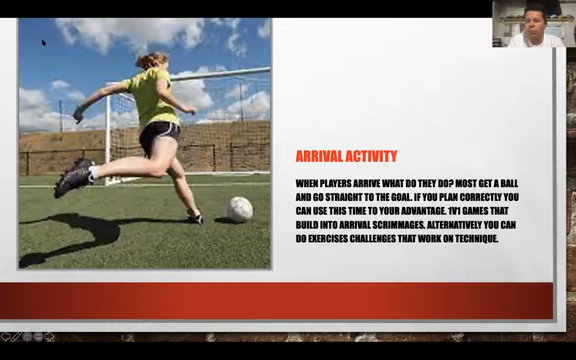 ARRIVAL ACTIVITY
WHEN PLAYERS ARRIVE WHAT DO THEY DO? MOST GET A BALL
AND GO STRAIGHT TO THE GOAL. IF YOU PLAN CORRECTLY YOU
CAN USE THIS TIME TO YOUR ADVANTAGE. 1V1 GAMES THAT
BUILD INTO ARRIVAL SCRIMMAGES. ALTERNATIVELY YOU CAN
DO EXERCISES CHALLENGES THAT WORK ON TECHNIQUE.